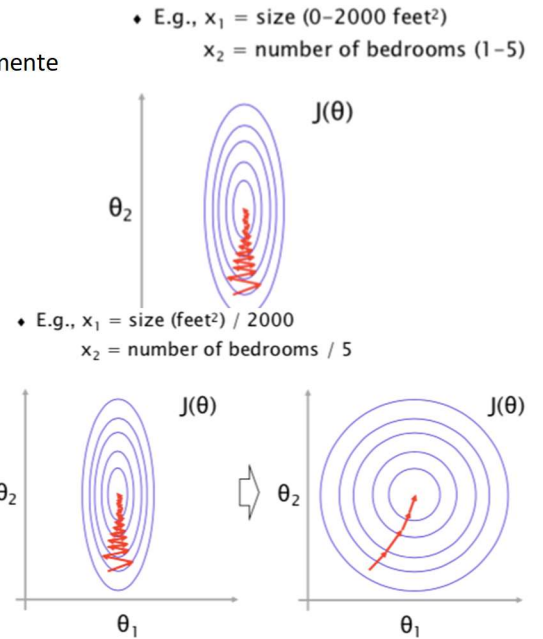 ♦ E.g., x₁ = size (0-2000 feet²)
x₂ = number of bedrooms (1-5)
mente
J(θ)
θ₂
♦ E.g., x₁ = size (feet²) / 2000
x₂ = number of bedrooms / 5
J(θ)
J(θ)
θ₂
θ₂
θ₁
θ₁